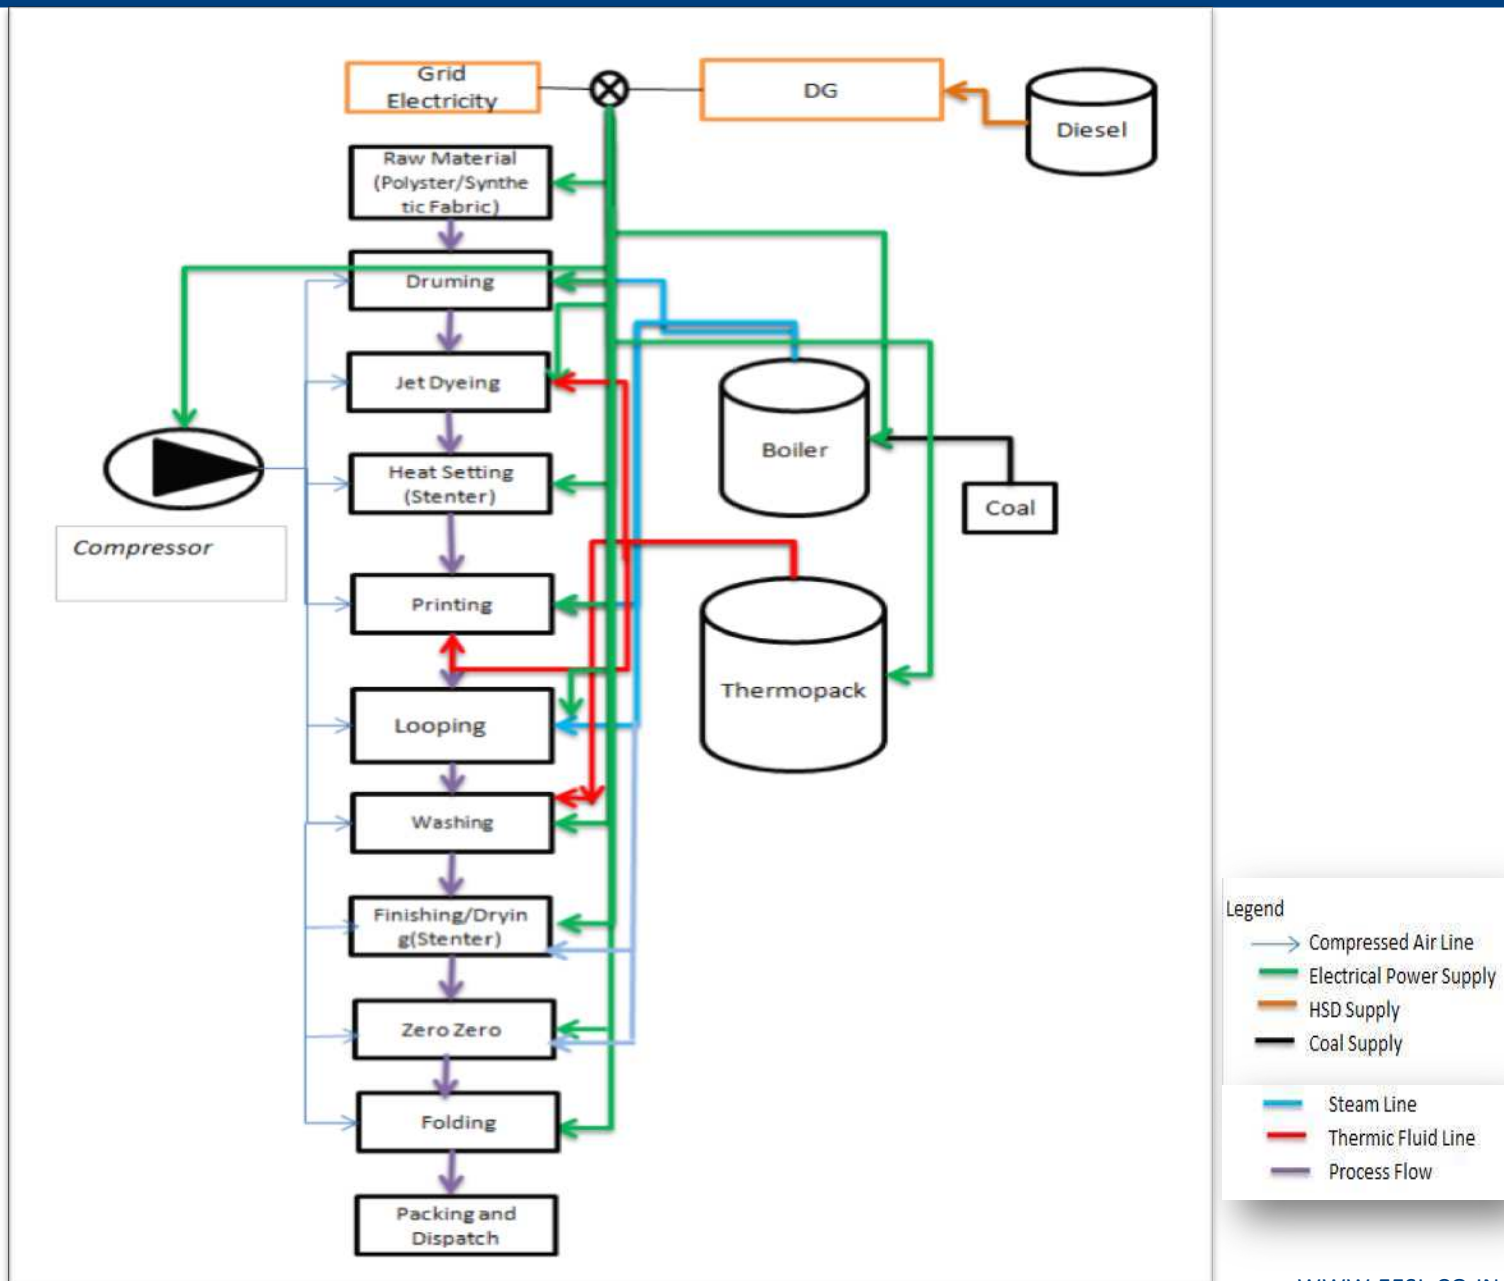 Grid
Electricity
DG
Diesel
Raw Material
(Polyster/Synthe
tic Fabric)
Druming
Jet Dyeing
Heat Setting
(Stenter)
Boiler
Coal
Compressor
Printing
Thermopack
Looping
Washing
Finishing/Dryin
g(Stenter)
Zero Zero
Folding
Packing and
Dispatch
Legend
Compressed Air Line
Electrical Power Supply
HSD Supply
Coal Supply
Steam Line
Thermic Fluid Line
Process Flow